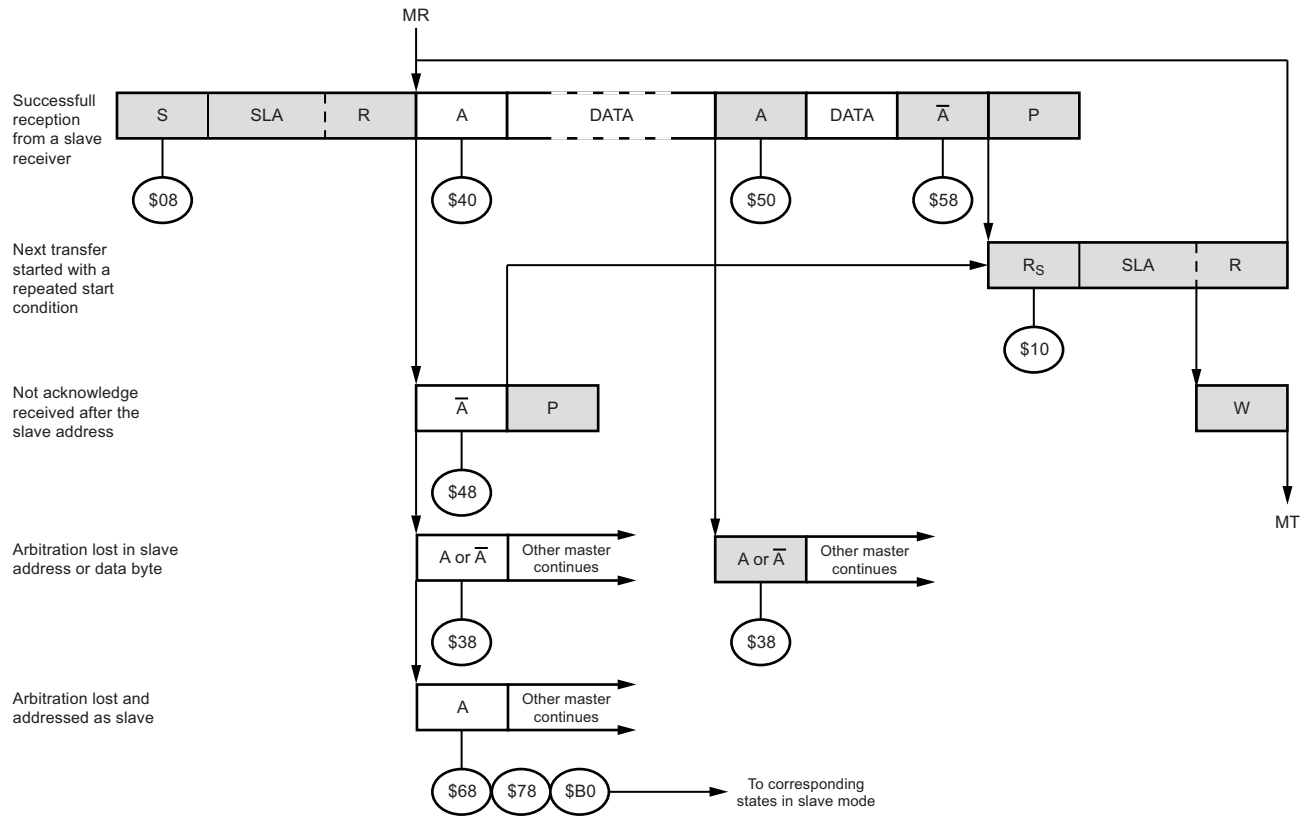 MR
Successfull
reception
from a slave
receiver
S SLA R A DATA A DATA A̅ P
$08 $40 $50 $58
Next transfer
started with a
repeated start
condition
RS SLA R
$10
Not acknowledge
received after the
slave address
A̅ P
W
$48
MT
Arbitration lost in slave
address or data byte
A or A̅
Other master
continues
A or A̅
Other master
continues
$38 $38
Arbitration lost and
addressed as slave
A
Other master
continues
$68 $78 $B0
To corresponding
states in slave mode